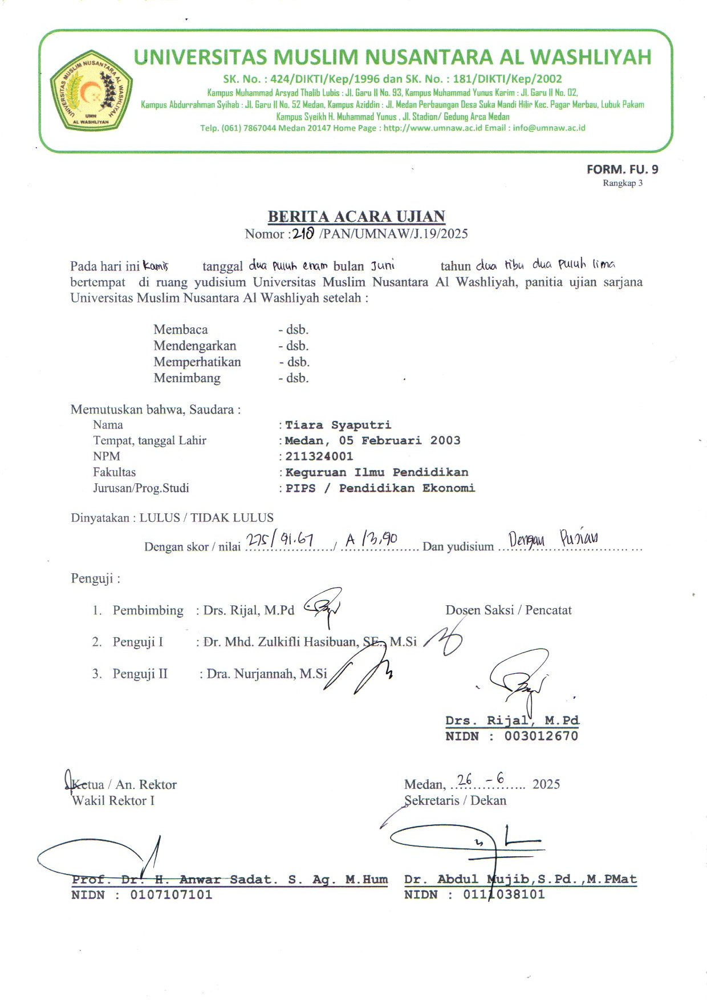 UNIVERSITAS MUSLIM NUSANTARA AL WASHLIYAH
UMN
AL WASHLIYAH
UNIVERSITAS MUSLIM NUSANTARA AL WASHLIYAH
SK. No. : 424/DIKTI/Kep/1996 dan SK. No. : 181/DIKTI/Kep/2002
Kampus Muhammad Arsyad Thalib Lubis : Jl. Garu II No. 93, Kampus Muhammad Yunus Karim : Jl. Garu II No. 02,
Kampus Abdurrahman Syihab : Jl. Garu II No. 52 Medan, Kampus Aziddin : Jl. Medan Perbaungan Desa Suka Mandi Hilir Kec. Pagar Merbau, Lubuk Pakam
Kampus Syeikh H. Muhammad Yunus , Jl. Stadion/ Gedung Arca Medan
Telp. (061) 7867044 Medan 20147 Home Page : http://www.umnaw.ac.id Email : info@umnaw.ac.id
FORM. FU. 9
Rangkap 3
BERITA ACARA UJIAN
Nomor : 218 /PAN/UMNAW/J.19/2025
Pada hari ini kamis tanggal dua puluh enam bulan Juni tahun dua ribu dua puluh lima
bertempat di ruang yudisium Universitas Muslim Nusantara Al Washliyah, panitia ujian sarjana
Universitas Muslim Nusantara Al Washliyah setelah :
Membaca - dsb.
Mendengarkan - dsb.
Memperhatikan - dsb.
Menimbang - dsb.
Memutuskan bahwa, Saudara :
Nama : Tiara Syaputri
Tempat, tanggal Lahir : Medan, 05 Februari 2003
NPM : 211324001
Fakultas : Keguruan Ilmu Pendidikan
Jurusan/Prog.Studi : PIPS / Pendidikan Ekonomi
Dinyatakan : LULUS / TIDAK LULUS
Dengan skor / nilai 275/ 91.67 / A /3,90 Dan yudisium Dengan Pujian
Penguji :
1. Pembimbing : Drs. Rijal, M.Pd Dosen Saksi / Pencatat
2. Penguji I : Dr. Mhd. Zulkifli Hasibuan, SE., M.Si
3. Penguji II : Dra. Nurjannah, M.Si
Drs. Rijal, M.Pd
NIDN : 003012670
Ketua / An. Rektor Medan, 26 - 6 2025
Wakil Rektor I Sekretaris / Dekan
Prof. Dr. H. Anwar Sadat. S. Ag. M.Hum Dr. Abdul Mujib,S.Pd.,M.PMat
NIDN : 0107107101 NIDN : 0111038101